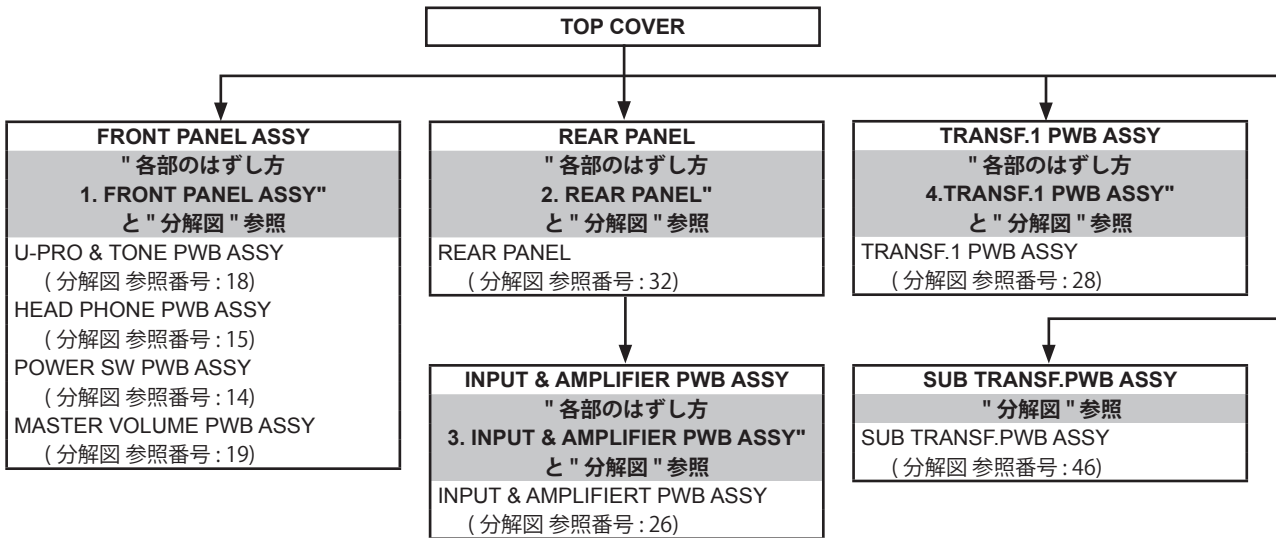 TOP COVER
FRONT PANEL ASSY
" 各部のはずし方
1. FRONT PANEL ASSY"
と " 分解図 " 参照
U-PRO & TONE PWB ASSY
( 分解図 参照番号 : 18)
HEAD PHONE PWB ASSY
( 分解図 参照番号 : 15)
POWER SW PWB ASSY
( 分解図 参照番号 : 14)
MASTER VOLUME PWB ASSY
( 分解図 参照番号 : 19)
REAR PANEL
" 各部のはずし方
2. REAR PANEL"
と " 分解図 " 参照
REAR PANEL
( 分解図 参照番号 : 32)
INPUT & AMPLIFIER PWB ASSY
" 各部のはずし方
3. INPUT & AMPLIFIER PWB ASSY"
と " 分解図 " 参照
INPUT & AMPLIFIERT PWB ASSY
( 分解図 参照番号 : 26)
TRANSF.1 PWB ASSY
" 各部のはずし方
4.TRANSF.1 PWB ASSY"
と " 分解図 " 参照
TRANSF.1 PWB ASSY
( 分解図 参照番号 : 28)
SUB TRANSF.PWB ASSY
" 分解図 " 参照
SUB TRANSF.PWB ASSY
( 分解図 参照番号 : 46)